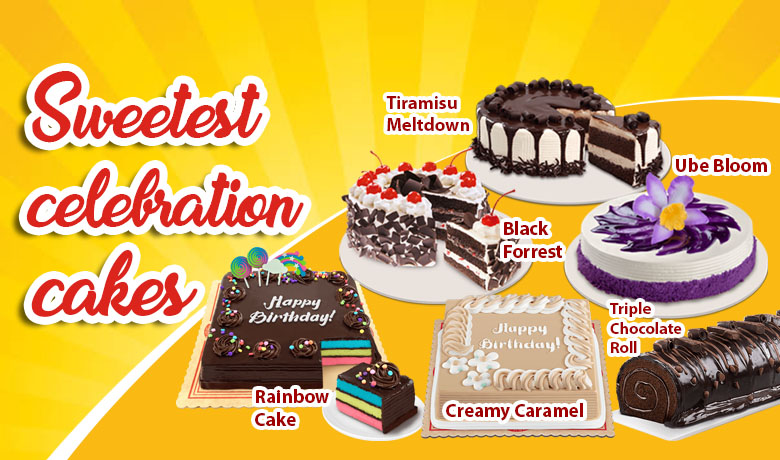 Sweetest
celebration
cakes
Tiramisu
Meltdown
Ube Bloom
Black
Forrest
Happy
Birthday!
Happy
Birthday!
Triple
Chocolate
Roll
Rainbow
Cake
Creamy Caramel